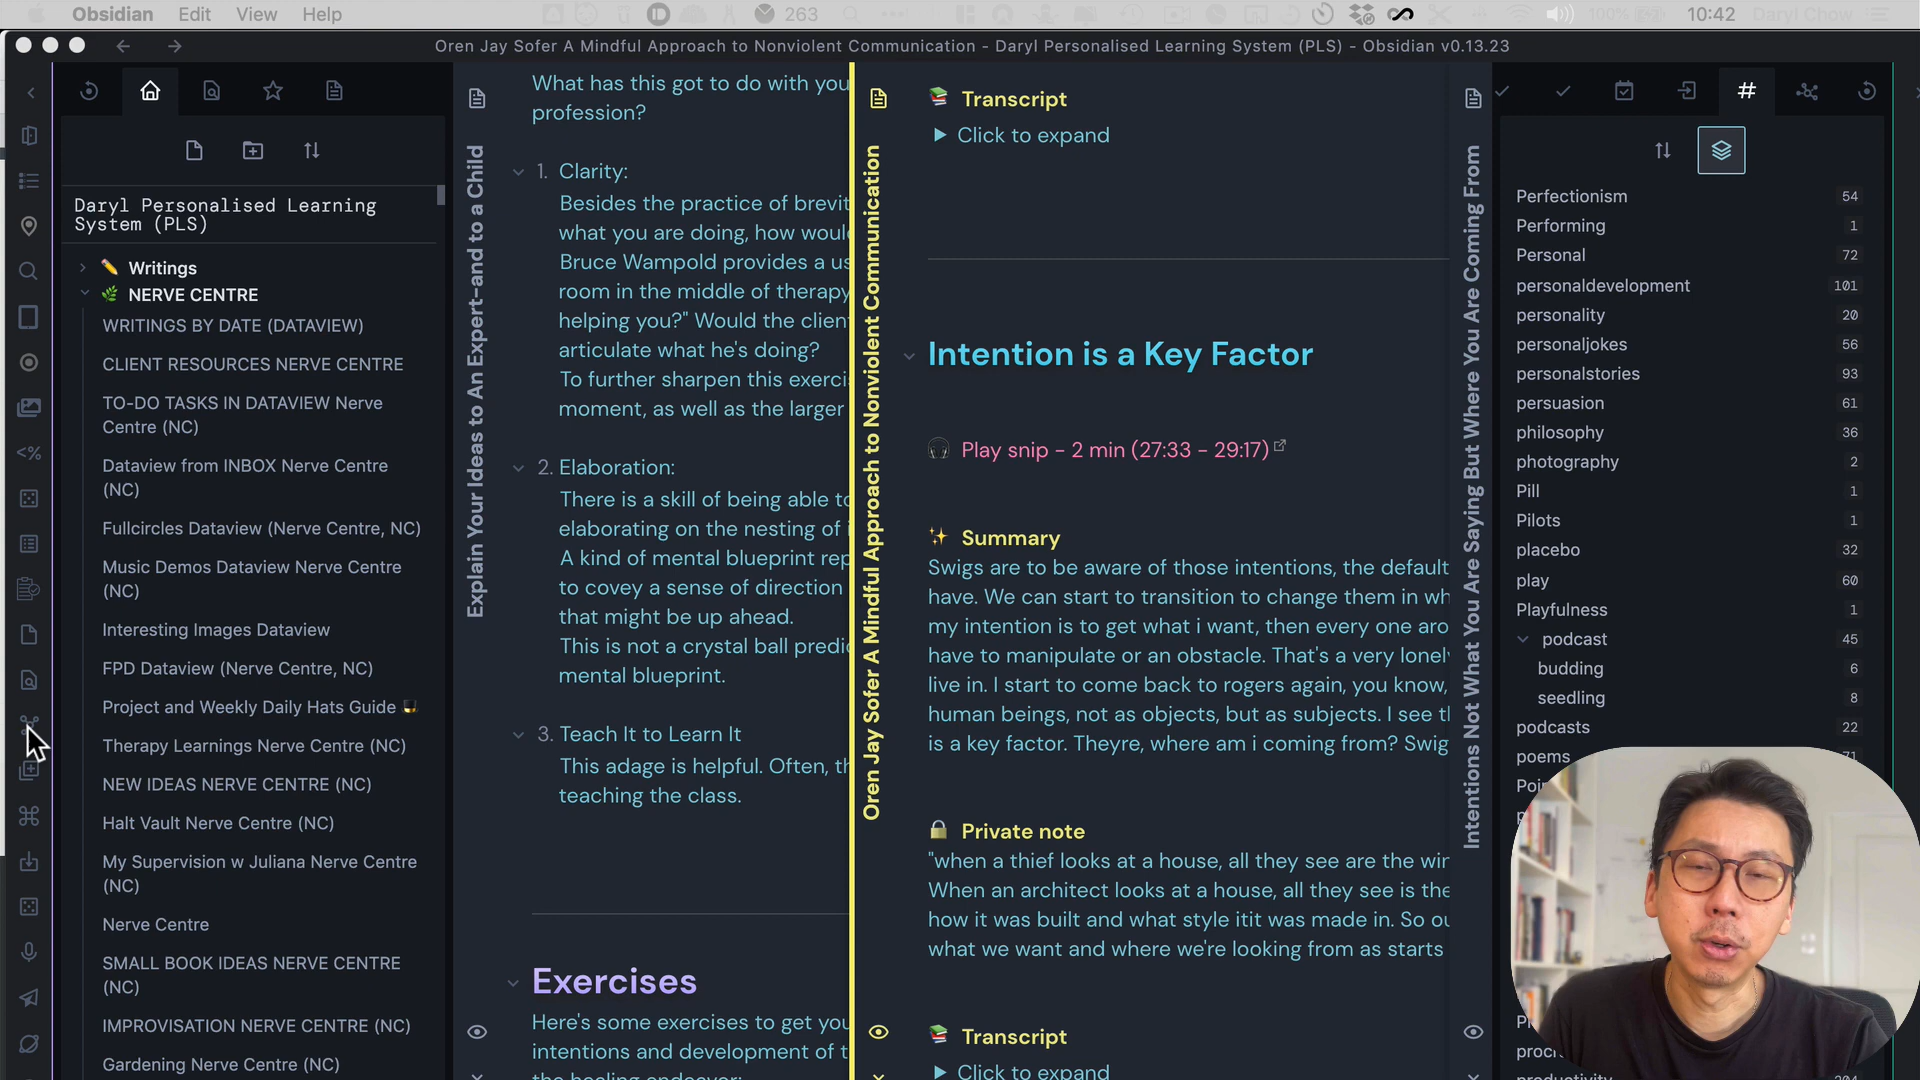 Obsidian Edit View Help 263 100% 10:42 Daryl Chow
Oren Jay Sofer A Mindful Approach to Nonviolent Communication - Daryl Personalised Learning System (PLS) - Obsidian v0.13.23
Daryl Personalised Learning
System (PLS)
✏️ Writings
🌿 NERVE CENTRE
WRITINGS BY DATE (DATAVIEW)
CLIENT RESOURCES NERVE CENTRE
TO-DO TASKS IN DATAVIEW Nerve
Centre (NC)
Dataview from INBOX Nerve Centre
(NC)
Fullcircles Dataview (Nerve Centre, NC)
Music Demos Dataview Nerve Centre
(NC)
Interesting Images Dataview
FPD Dataview (Nerve Centre, NC)
Project and Weekly Daily Hats Guide
Therapy Learnings Nerve Centre (NC)
NEW IDEAS NERVE CENTRE (NC)
Halt Vault Nerve Centre (NC)
My Supervision w Juliana Nerve Centre
(NC)
Nerve Centre
SMALL BOOK IDEAS NERVE CENTRE
(NC)
IMPROVISATION NERVE CENTRE (NC)
Gardening Nerve Centre (NC)
<%
Explain Your Ideas to An Expert-and to a Child
What has this got to do with you
profession?
1. Clarity:
Besides the practice of brevit
what you are doing, how woul
Bruce Wampold provides a us
room in the middle of therapy
helping you?" Would the clien
articulate what he's doing?
To further sharpen this exerci
moment, as well as the larger
2. Elaboration:
There is a skill of being able to
elaborating on the nesting of i
A kind of mental blueprint rep
to covey a sense of direction
that might be up ahead.
This is not a crystal ball predic
mental blueprint.
3. Teach It to Learn It
This adage is helpful. Often, th
teaching the class.
Exercises
Here's some exercises to get you
intentions and development of t
the healing endeavor:
Oren Jay Sofer A Mindful Approach to Nonviolent Communication
📚 Transcript
▶ Click to expand
Intention is a Key Factor
🎧 Play snip - 2 min (27:33 - 29:17)
✨ Summary
Swigs are to be aware of those intentions, the default
have. We can start to transition to change them in wh
my intention is to get what i want, then every one aro
have to manipulate or an obstacle. That's a very lonely
live in. I start to come back to rogers again, you know,
human beings, not as objects, but as subjects. I see t
is a key factor. Theyre, where am i coming from? Swig
🔒 Private note
"when a thief looks at a house, all they see are the win
When an architect looks at a house, all they see is the
how it was built and what style itit was made in. So ou
what we want and where we're looking from as starts
📚 Transcript
▶ Click to expand
Intentions Not What You Are Saying But Where You Are Coming From
#
Perfectionism 54
Performing 1
Personal 72
personaldevelopment 101
personality 20
personaljokes 56
personalstories 93
persuasion 61
philosophy 36
photography 2
Pill 1
Pilots 1
placebo 32
play 60
Playfulness 1
podcast 45
budding 6
seedling 8
podcasts 22
poems 71
Poi